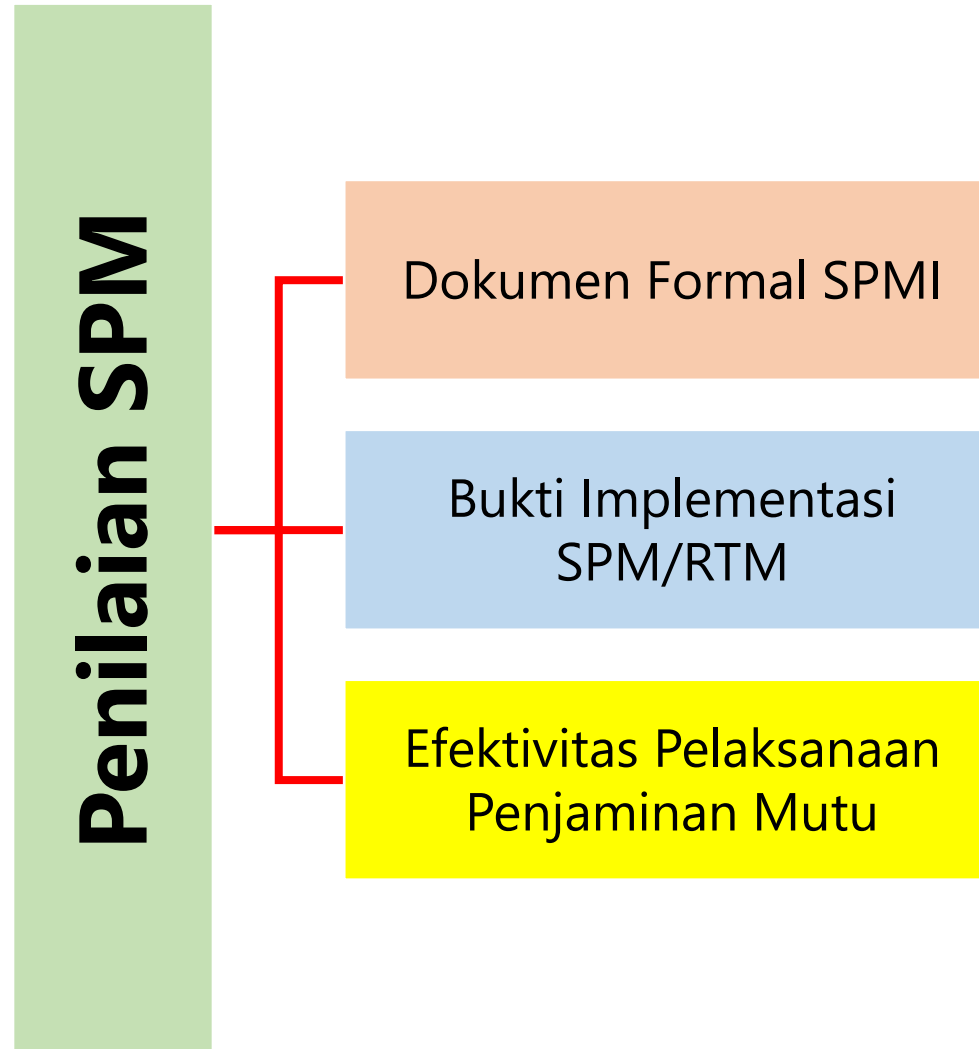 Penilaian SPM
Dokumen Formal SPMI
Bukti Implementasi
SPM/RTM
Efektivitas Pelaksanaan
Penjaminan Mutu